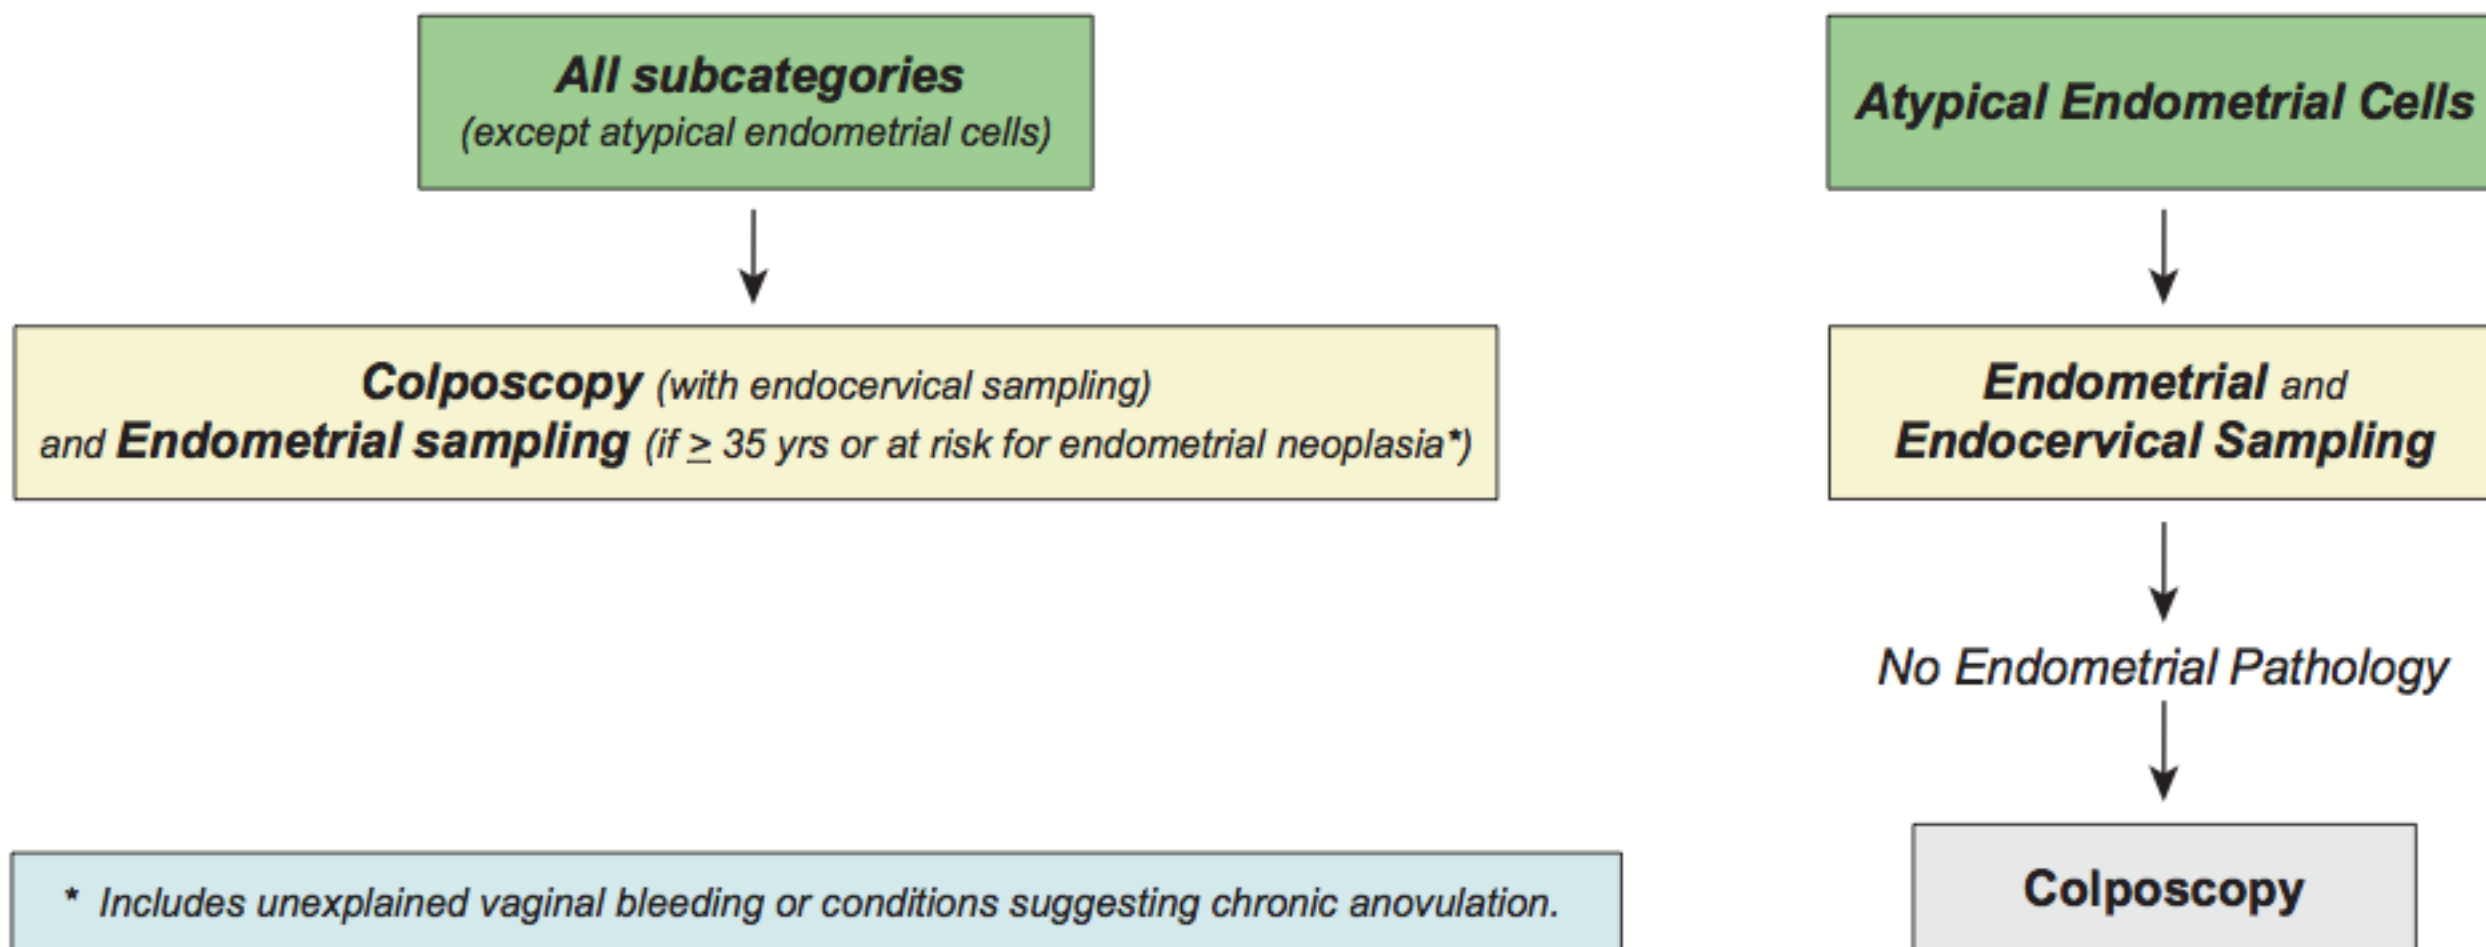 All subcategories
(except atypical endometrial cells)
Atypical Endometrial Cells
Colposcopy (with endocervical sampling)
and Endometrial sampling (if ≥ 35 yrs or at risk for endometrial neoplasia*)
Endometrial and
Endocervical Sampling
No Endometrial Pathology
* Includes unexplained vaginal bleeding or conditions suggesting chronic anovulation.
Colposcopy